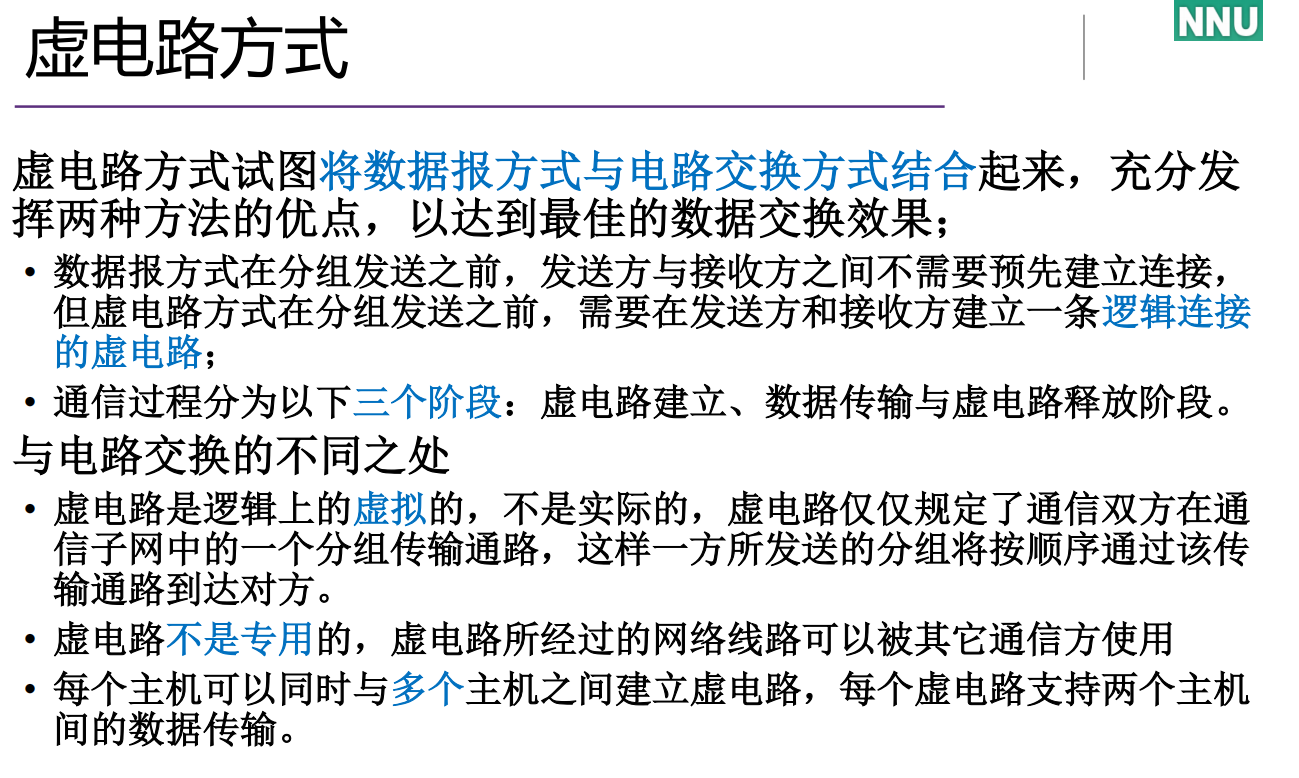 虚电路方式
NNU
虚电路方式试图将数据报方式与电路交换方式结合起来，充分发
挥两种方法的优点，以达到最佳的数据交换效果；
• 数据报方式在分组发送之前，发送方与接收方之间不需要预先建立连接，
但虚电路方式在分组发送之前，需要在发送方和接收方建立一条逻辑连接
的虚电路；
• 通信过程分为以下三个阶段：虚电路建立、数据传输与虚电路释放阶段。
与电路交换的不同之处
• 虚电路是逻辑上的虚拟的，不是实际的，虚电路仅仅规定了通信双方在通
信子网中的一个分组传输通路，这样一方所发送的分组将按顺序通过该传
输通路到达对方。
• 虚电路不是专用的，虚电路所经过的网络线路可以被其它通信方使用
• 每个主机可以同时与多个主机之间建立虚电路，每个虚电路支持两个主机
间的数据传输。